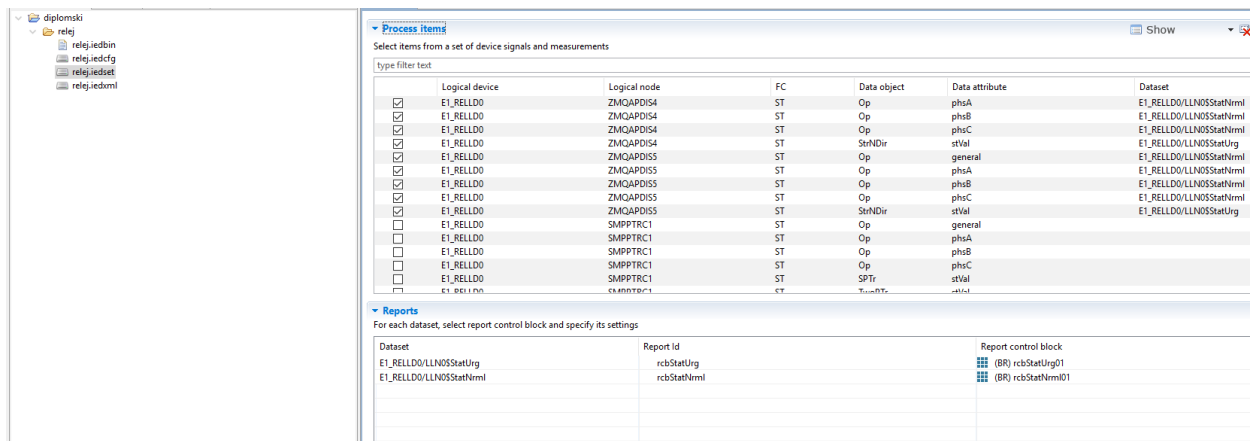 diplomski
relej
relej.iedbin
relej.iedcfg
relej.iedset
relej.iedxml
Process items
Show
Select items from a set of device signals and measurements
type filter text
Logical device Logical node FC Data object Data attribute Dataset
E1_RELLD0 ZMQAPDIS4 ST Op phsA E1_RELLD0/LLN0$StatNrml
E1_RELLD0 ZMQAPDIS4 ST Op phsB E1_RELLD0/LLN0$StatNrml
E1_RELLD0 ZMQAPDIS4 ST Op phsC E1_RELLD0/LLN0$StatNrml
E1_RELLD0 ZMQAPDIS4 ST StrNDir stVal E1_RELLD0/LLN0$StatUrg
E1_RELLD0 ZMQAPDIS5 ST Op general E1_RELLD0/LLN0$StatNrml
E1_RELLD0 ZMQAPDIS5 ST Op phsA E1_RELLD0/LLN0$StatNrml
E1_RELLD0 ZMQAPDIS5 ST Op phsB E1_RELLD0/LLN0$StatNrml
E1_RELLD0 ZMQAPDIS5 ST Op phsC E1_RELLD0/LLN0$StatNrml
E1_RELLD0 ZMQAPDIS5 ST StrNDir stVal E1_RELLD0/LLN0$StatUrg
E1_RELLD0 SMPPTRC1 ST Op general
E1_RELLD0 SMPPTRC1 ST Op phsA
E1_RELLD0 SMPPTRC1 ST Op phsB
E1_RELLD0 SMPPTRC1 ST Op phsC
E1_RELLD0 SMPPTRC1 ST SPTr stVal
Reports
For each dataset, select report control block and specify its settings
Dataset Report Id Report control block
E1_RELLD0/LLN0$StatUrg rcbStatUrg (BR) rcbStatUrg01
E1_RELLD0/LLN0$StatNrml rcbStatNrml (BR) rcbStatNrml01